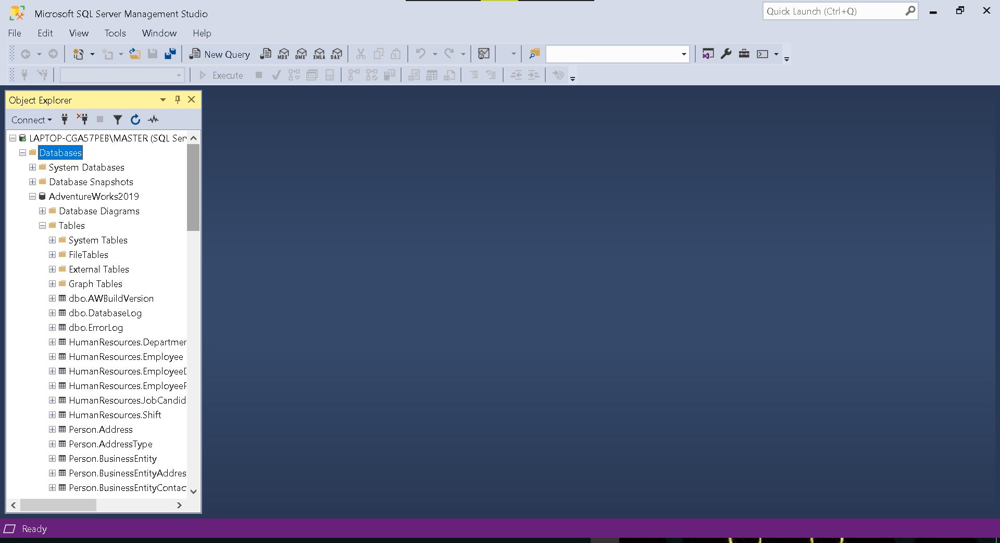 Microsoft SQL Server Management Studio
Quick Launch (Ctrl+Q)
File Edit View Tools Window Help
New Query MDX DMX XMLA DAX
Execute
Object Explorer
Connect
LAPTOP-CGA57PEB\MASTER (SQL Ser
Databases
System Databases
Database Snapshots
AdventureWorks2019
Database Diagrams
Tables
System Tables
FileTables
External Tables
Graph Tables
dbo.AWBuildVersion
dbo.DatabaseLog
dbo.ErrorLog
HumanResources.Departmen
HumanResources.Employee
HumanResources.EmployeeD
HumanResources.EmployeeP
HumanResources.JobCandid
HumanResources.Shift
Person.Address
Person.AddressType
Person.BusinessEntity
Person.BusinessEntityAddres
Person.BusinessEntityContac
Ready